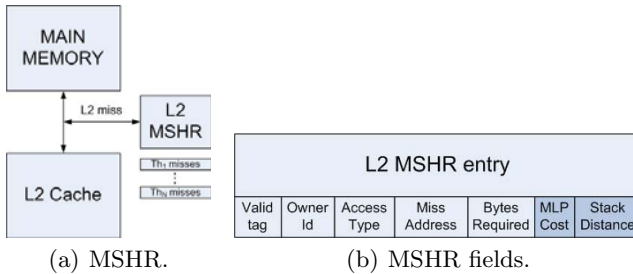 MAIN
MEMORY
L2 miss
L2
MSHR
Th1 misses
ThN misses
L2 Cache
(a) MSHR.
L2 MSHR entry
Valid tag Owner Id Access Type Miss Address Bytes Required MLP Cost Stack Distance
(b) MSHR fields.